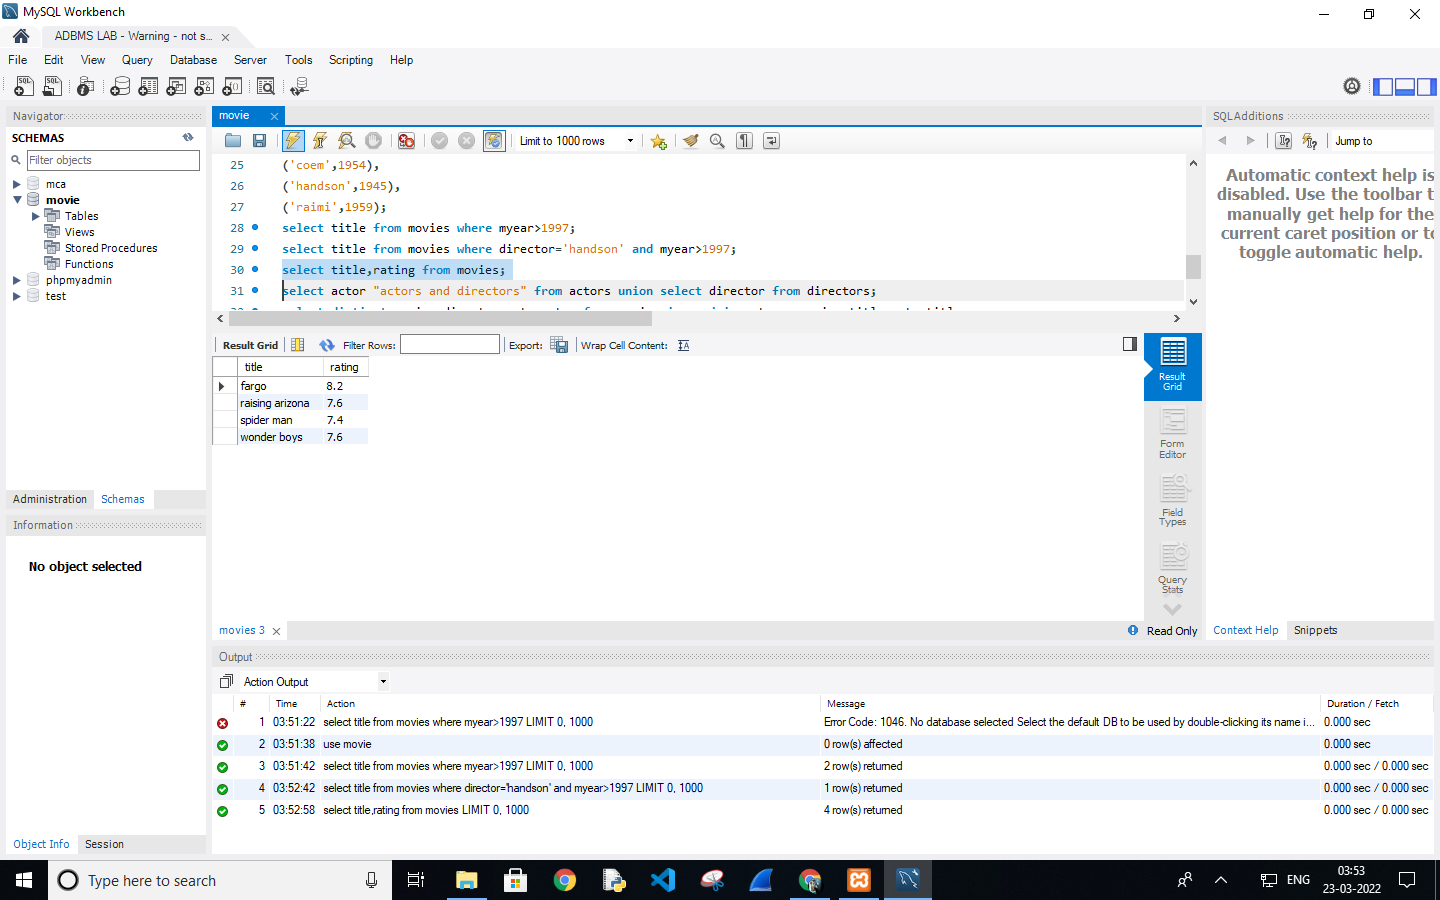 MySQL Workbench
ADBMS LAB - Warning - not s...
File Edit View Query Database Server Tools Scripting Help
Navigator
SCHEMAS
Filter objects
mca
movie
Tables
Views
Stored Procedures
Functions
phpmyadmin
test
Administration Schemas
Information
No object selected
Object Info Session
movie
Limit to 1000 rows
25 ('coem',1954),
26 ('handson',1945),
27 ('raimi',1959);
28 select title from movies where myear>1997;
29 select title from movies where director='handson' and myear>1997;
30 select title,rating from movies;
31 select actor "actors and directors" from actors union select director from directors;
Result Grid Filter Rows: Export: Wrap Cell Content:
title rating
fargo 8.2
raising arizona 7.6
spider man 7.4
wonder boys 7.6
Result Grid
Form Editor
Field Types
Query Stats
movies 3
Read Only
SQLAdditions
Jump to
Automatic context help is
disabled. Use the toolbar t
manually get help for the
current caret position or to
toggle automatic help.
Context Help Snippets
Output
Action Output
# Time Action Message Duration / Fetch
1 03:51:22 select title from movies where myear>1997 LIMIT 0, 1000 Error Code: 1046. No database selected Select the default DB to be used by double-clicking its name i... 0.000 sec
2 03:51:38 use movie 0 row(s) affected 0.000 sec
3 03:51:42 select title from movies where myear>1997 LIMIT 0, 1000 2 row(s) returned 0.000 sec / 0.000 sec
4 03:52:42 select title from movies where director='handson' and myear>1997 LIMIT 0, 1000 1 row(s) returned 0.000 sec / 0.000 sec
5 03:52:58 select title,rating from movies LIMIT 0, 1000 4 row(s) returned 0.000 sec / 0.000 sec
Type here to search
ENG
03:53
23-03-2022